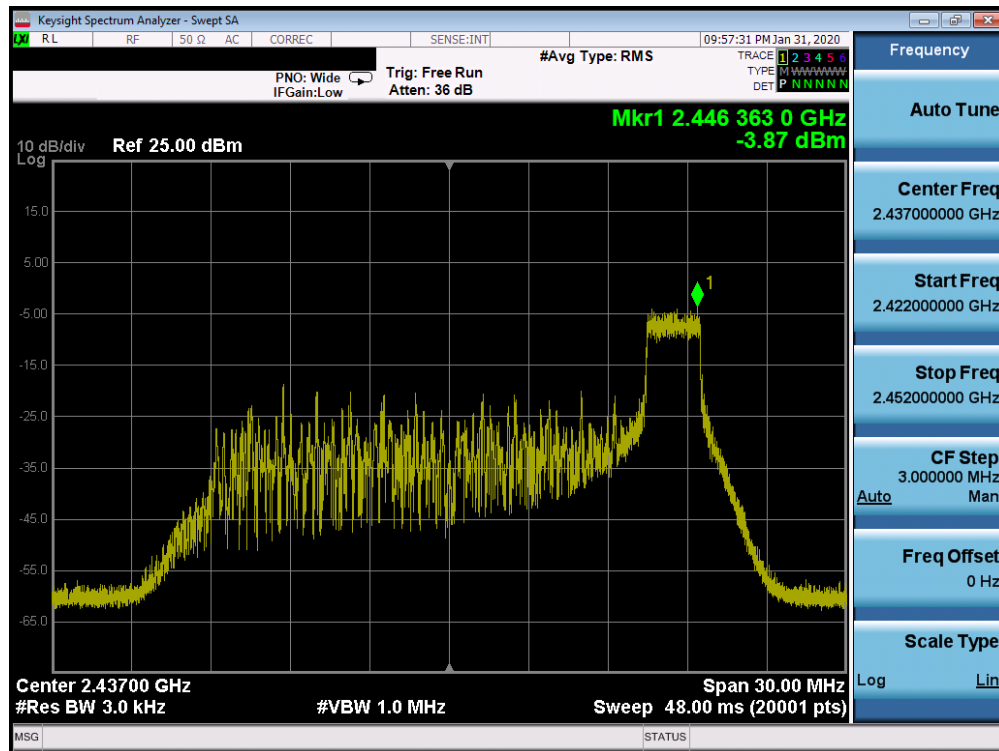 Keysight Spectrum Analyzer - Swept SA
LXI RL RF 50 Ω AC CORREC SENSE:INT 09:57:31 PM Jan 31, 2020
#Avg Type: RMS TRACE 1 2 3 4 5 6
PNO: Wide Trig: Free Run TYPE M WWWWW
IFGain:Low Atten: 36 dB DET P N N N N N
Mkr1 2.446 363 0 GHz
-3.87 dBm
10 dB/div Ref 25.00 dBm
Log
1
15.0
5.00
-5.00
-15.0
-25.0
-35.0
-45.0
-55.0
-65.0
Center 2.43700 GHz Span 30.00 MHz
#Res BW 3.0 kHz #VBW 1.0 MHz Sweep 48.00 ms (20001 pts)
MSG STATUS
Frequency
Auto Tune
Center Freq
2.437000000 GHz
Start Freq
2.422000000 GHz
Stop Freq
2.452000000 GHz
CF Step
3.000000 MHz
Auto Man
Freq Offset
0 Hz
Scale Type
Log Lin